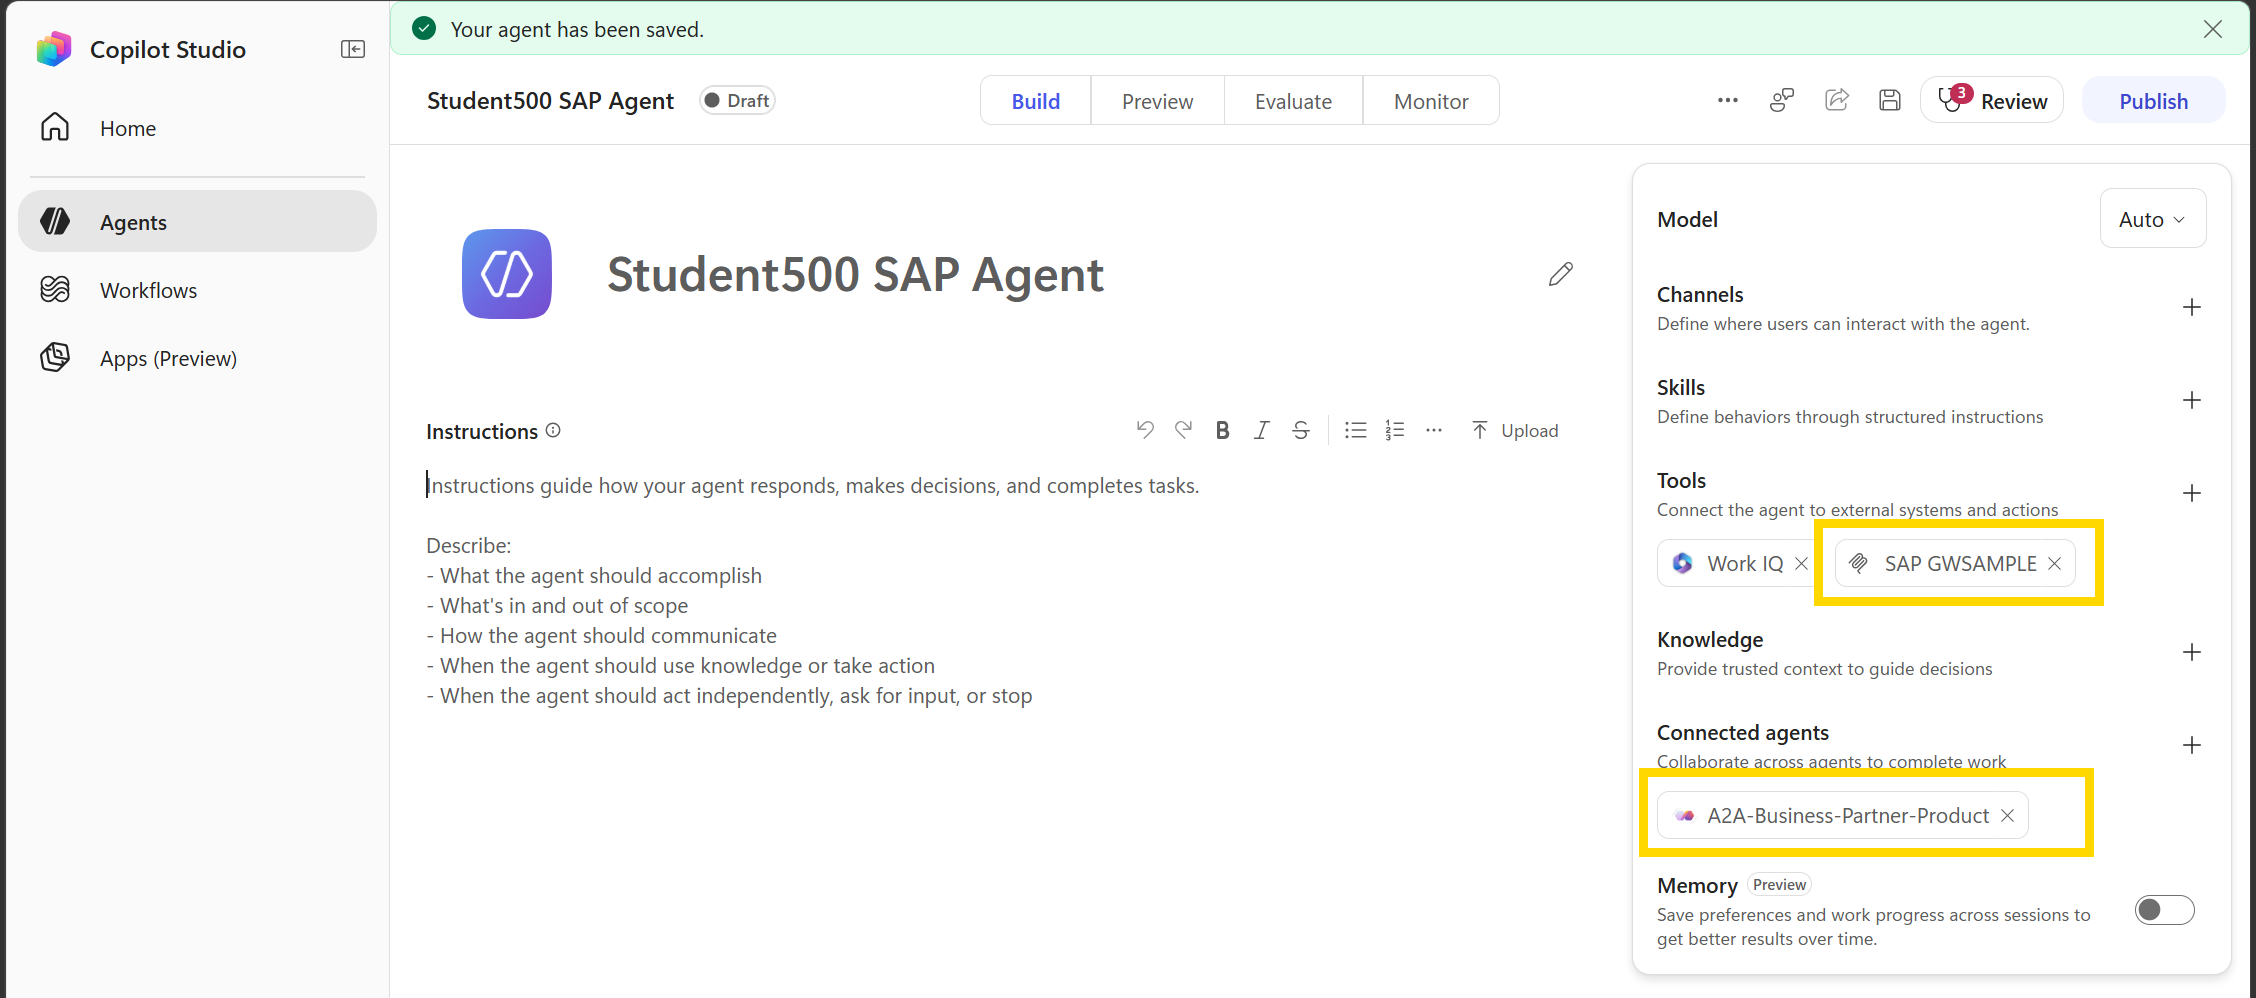 Copilot Studio
Home
Agents
Workflows
Apps (Preview)
Your agent has been saved.
Student500 SAP Agent
Draft
Build
Preview
Evaluate
Monitor
3
Review
Publish
Student500 SAP Agent
Instructions
Upload
Instructions guide how your agent responds, makes decisions, and completes tasks.
Describe:
- What the agent should accomplish
- What's in and out of scope
- How the agent should communicate
- When the agent should use knowledge or take action
- When the agent should act independently, ask for input, or stop
Model
Auto
Channels
Define where users can interact with the agent.
Skills
Define behaviors through structured instructions
Tools
Connect the agent to external systems and actions
Work IQ
SAP GWSAMPLE
Knowledge
Provide trusted context to guide decisions
Connected agents
Collaborate across agents to complete work
A2A-Business-Partner-Product
Memory Preview
Save preferences and work progress across sessions to
get better results over time.